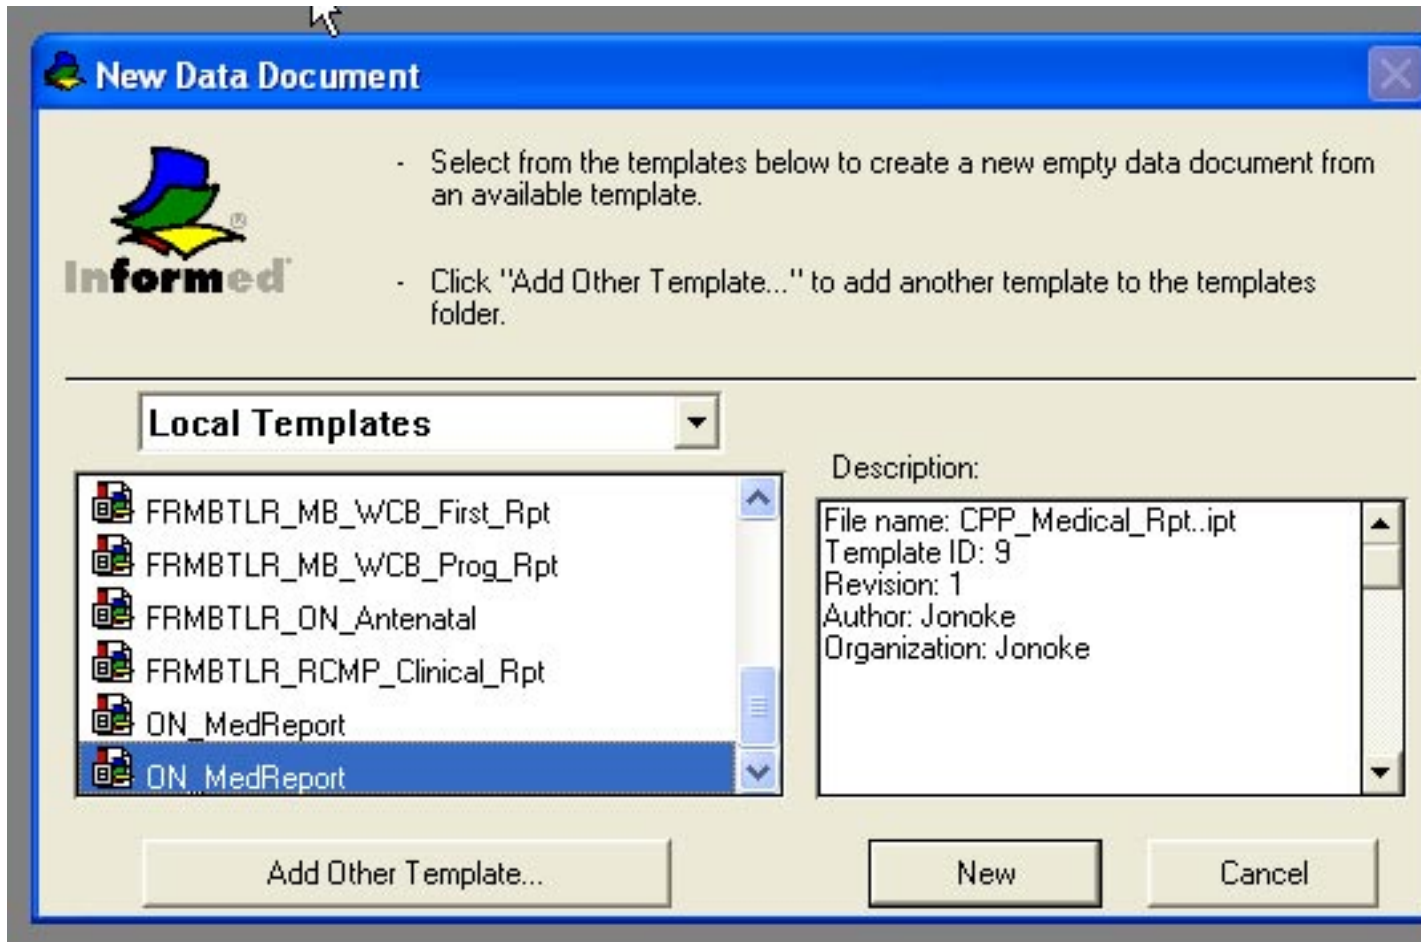 New Data Document
- Select from the templates below to create a new empty data document from
an available template.
Informed®
- Click "Add Other Template..." to add another template to the templates
folder.
Local Templates
FRMBTLR_MB_WCB_First_Rpt
FRMBTLR_MB_WCB_Prog_Rpt
FRMBTLR_ON_Antenatal
FRMBTLR_RCMP_Clinical_Rpt
ON_MedReport
ON_MedReport
Description:
File name: CPP_Medical_Rpt..ipt
Template ID: 9
Revision: 1
Author: Jonoke
Organization: Jonoke
Add Other Template...
New
Cancel